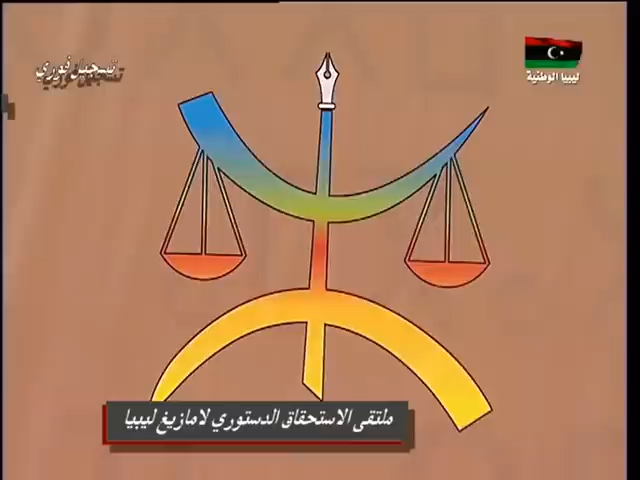 تسجيل فوري
ليبيا الوطنية
ملتقى الاستحقاق الدستوري لامازيغ ليبيا